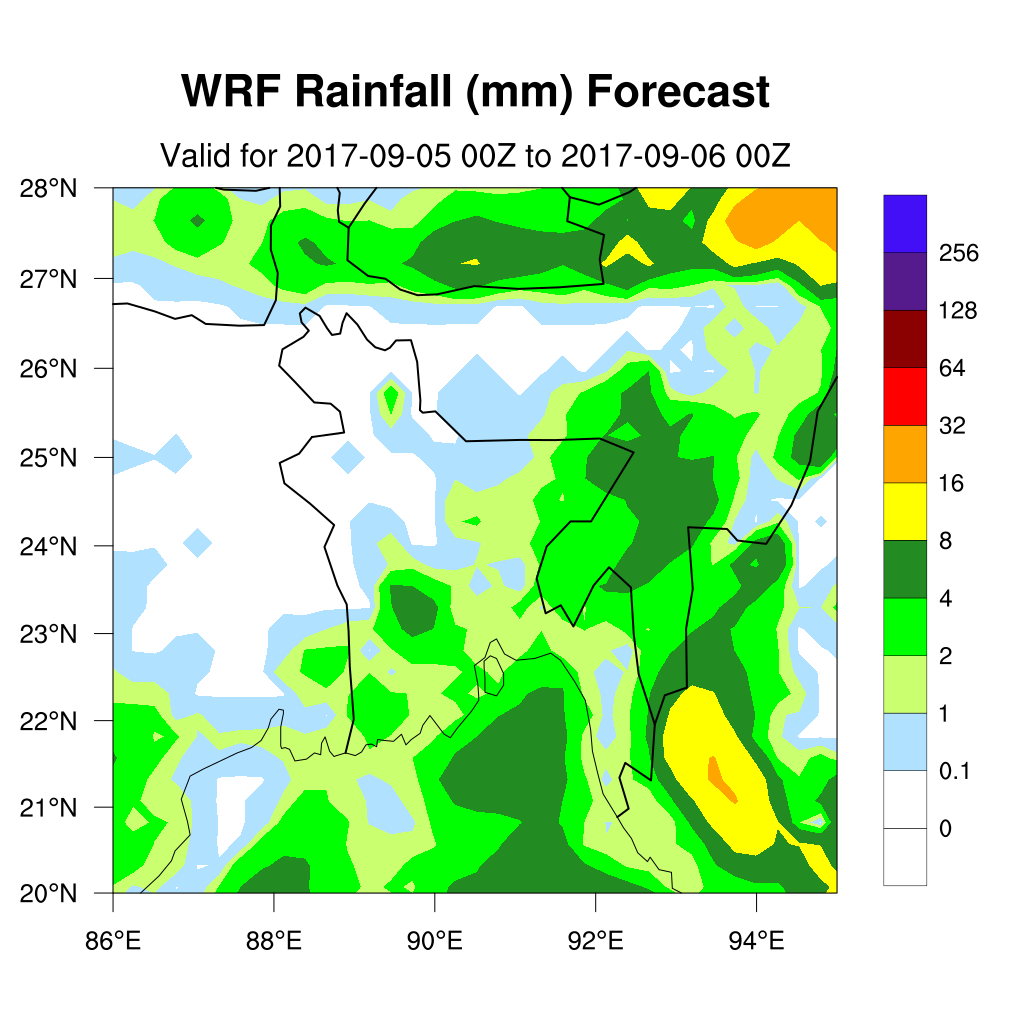 WRF Rainfall (mm) Forecast
Valid for 2017-09-05 00Z to 2017-09-06 00Z
28°N
27°N
26°N
25°N
24°N
23°N
22°N
21°N
20°N
86°E
88°E
90°E
92°E
94°E
256
128
64
32
16
8
4
2
1
0.1
0